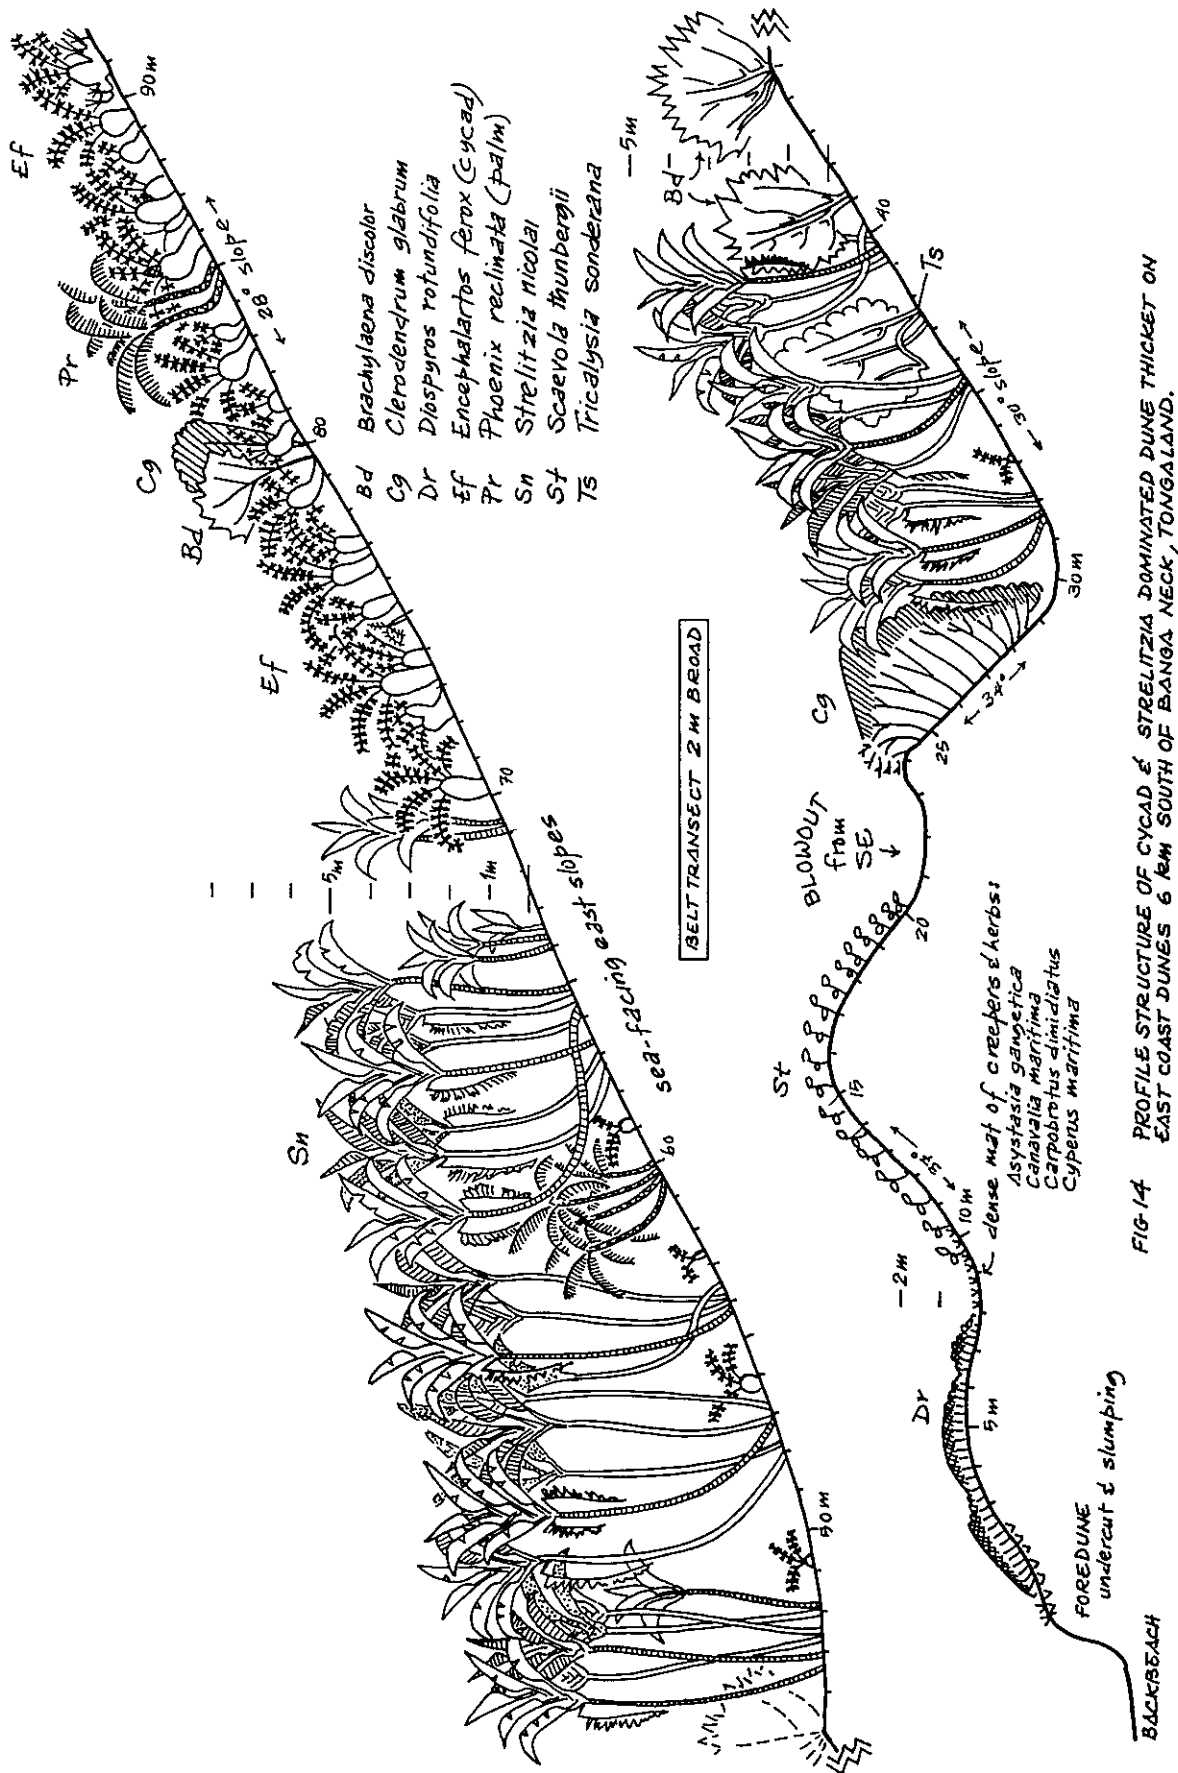 Ef
90m
Pr
← 28° slope →
Cg
80
Bd
Ef
70
5m
1m
Sn
sea-facing east slopes
60
50m
Bd Brachylaena discolor
Cg Clerodendrum glabrum
Dr Diospyros rotundifolia
Ef Encephalartos ferox (cycad)
Pr Phoenix reclinata (palm)
Sn Strelitzia nicolai
St Scaevola thunbergii
Ts Tricalysia sonderana
BELT TRANSECT 2 M BROAD
5m
Bd
40
Ts
← 30° slope →
30m
← 34° →
Cg
25
BLOWOUT
from
SE
↓
20
St
15
10m
2m
dense mat of creepers & herbs:
Asystasia gangetica
Canavalia maritima
Carpobrotus dimidiatus
Cyperus maritima
Dr
5m
FOREDUNE
undercut & slumping
BACKBEACH
FIG 14 PROFILE STRUCTURE OF CYCAD & STRELITZIA DOMINATED DUNE THICKET ON
EAST COAST DUNES 6 km SOUTH OF BANGA NECK, TONGALAND.